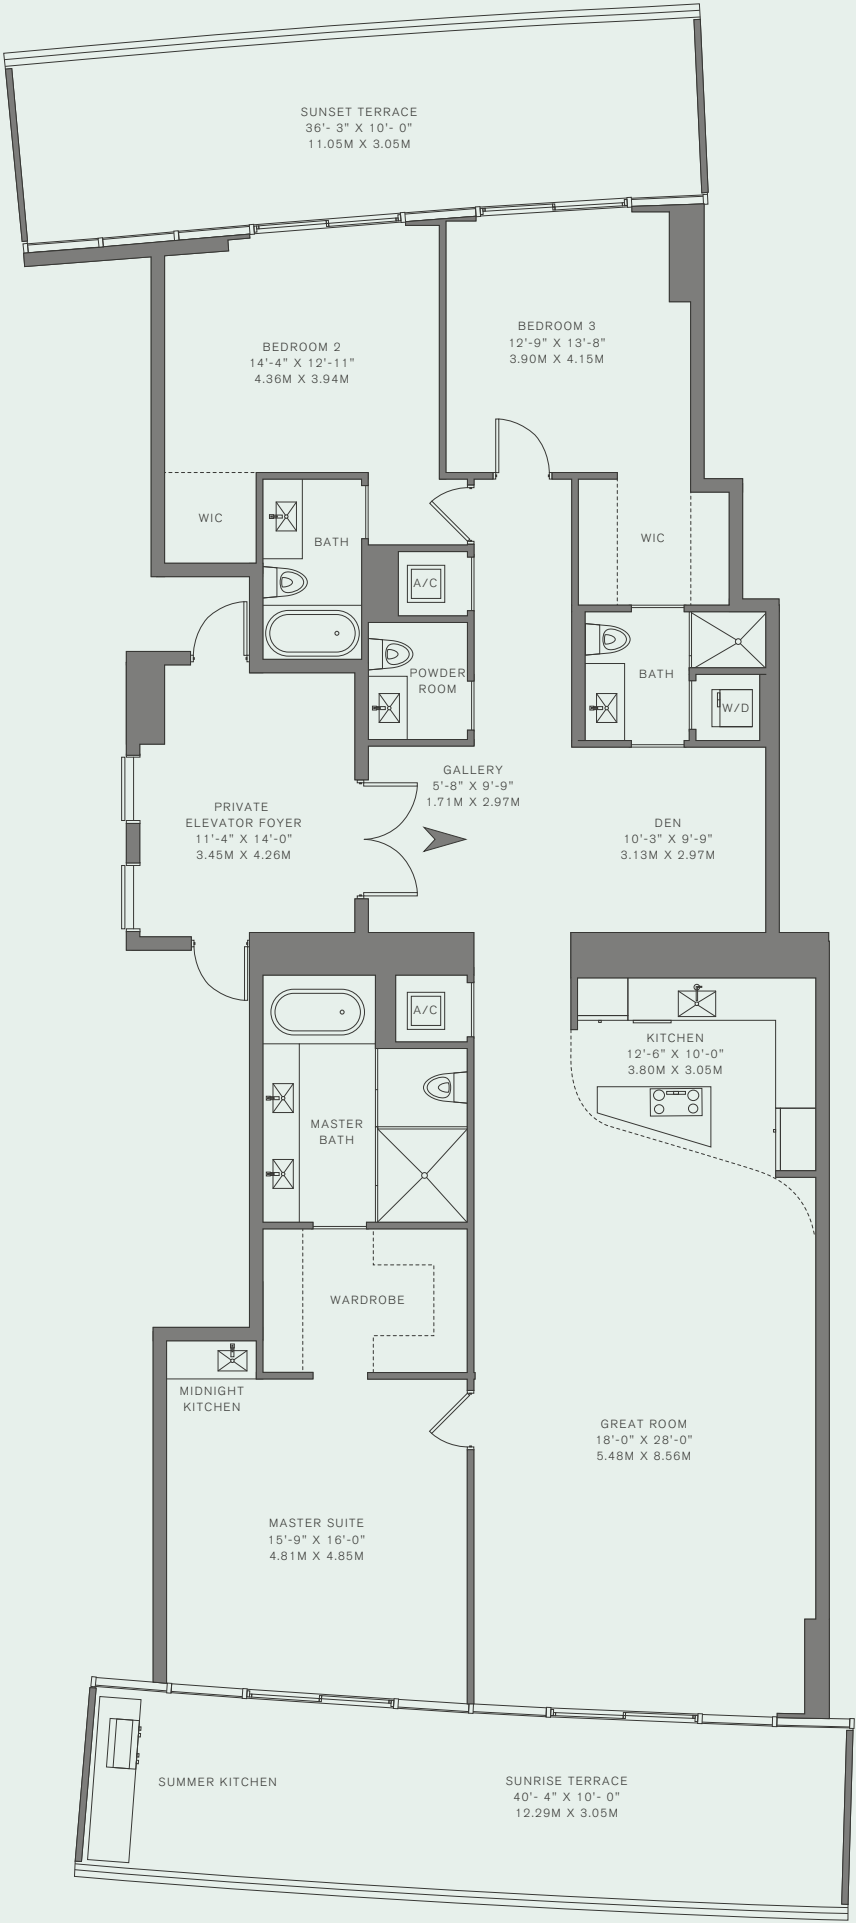 SUNSET TERRACE
36'- 3" X 10'- 0"
11.05M X 3.05M
BEDROOM 3
12'-9" X 13'-8"
3.90M X 4.15M
BEDROOM 2
14'-4" X 12'-11"
4.36M X 3.94M
WIC
BATH
WIC
A/C
POWDER
ROOM
BATH
W/D
GALLERY
5'-8" X 9'-9"
1.71M X 2.97M
PRIVATE
ELEVATOR FOYER
11'-4" X 14'-0"
3.45M X 4.26M
DEN
10'-3" X 9'-9"
3.13M X 2.97M
A/C
KITCHEN
12'-6" X 10'-0"
3.80M X 3.05M
MASTER
BATH
WARDROBE
MIDNIGHT
KITCHEN
GREAT ROOM
18'-0" X 28'-0"
5.48M X 8.56M
MASTER SUITE
15'-9" X 16'-0"
4.81M X 4.85M
SUMMER KITCHEN
SUNRISE TERRACE
40'- 4" X 10'- 0"
12.29M X 3.05M